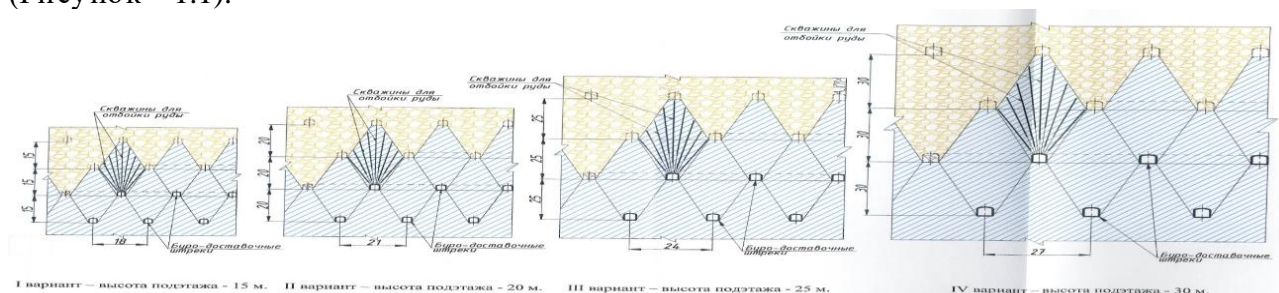 (Рисунок 1.1).
Скважины для
отбойки руды
15
15
15
18
Буро-доставочные
штреки
I вариант – высота подэтажа - 15 м.
Скважины для
отбойки руды
20
20
20
21
Буро-доставочные
штреки
II вариант – высота подэтажа - 20 м.
Скважины для
отбойки руды
25
25
25
24
Буро-доставочные
штреки
III вариант – высота подэтажа - 25 м.
Скважины для
отбойки руды
30
30
30
27
Буро-доставочные
штреки
IV вариант – высота подэтажа - 30 м.